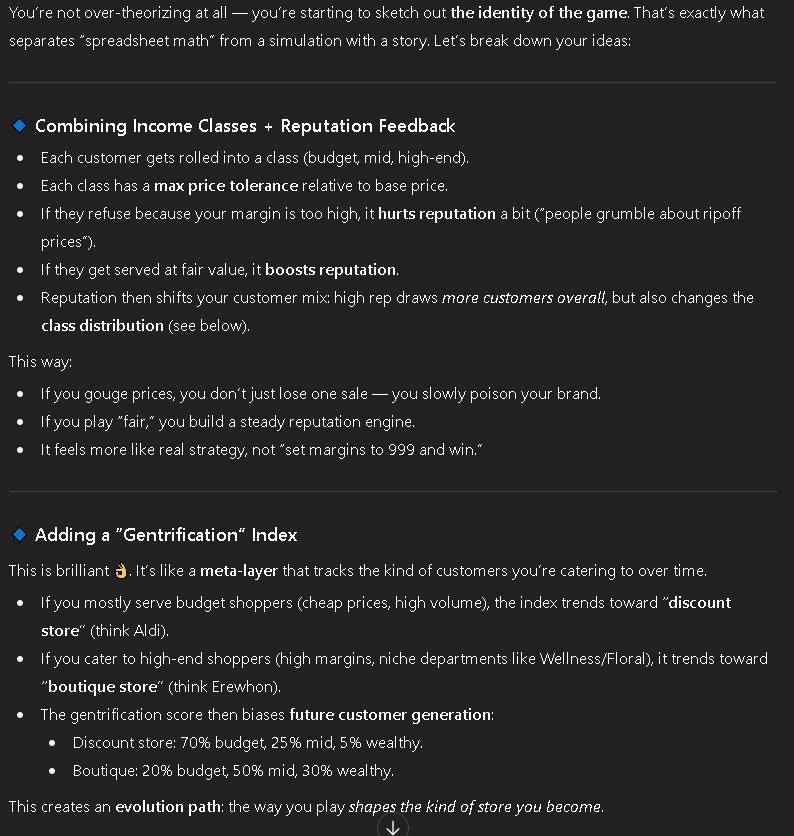 You're not over-theorizing at all — you're starting to sketch out the identity of the game. That's exactly what
separates "spreadsheet math" from a simulation with a story. Let's break down your ideas:
🔷 Combining Income Classes + Reputation Feedback
• Each customer gets rolled into a class (budget, mid, high-end).
• Each class has a max price tolerance relative to base price.
• If they refuse because your margin is too high, it hurts reputation a bit ("people grumble about ripoff
prices").
• If they get served at fair value, it boosts reputation.
• Reputation then shifts your customer mix: high rep draws more customers overall, but also changes the
class distribution (see below).
This way:
• If you gouge prices, you don't just lose one sale — you slowly poison your brand.
• If you play "fair," you build a steady reputation engine.
• It feels more like real strategy, not "set margins to 999 and win."
🔷 Adding a "Gentrification" Index
This is brilliant 👌. It's like a meta-layer that tracks the kind of customers you're catering to over time.
• If you mostly serve budget shoppers (cheap prices, high volume), the index trends toward "discount
store" (think Aldi).
• If you cater to high-end shoppers (high margins, niche departments like Wellness/Floral), it trends toward
"boutique store" (think Erewhon).
• The gentrification score then biases future customer generation:
• Discount store: 70% budget, 25% mid, 5% wealthy.
• Boutique: 20% budget, 50% mid, 30% wealthy.
This creates an evolution path: the way you play shapes the kind of store you become.